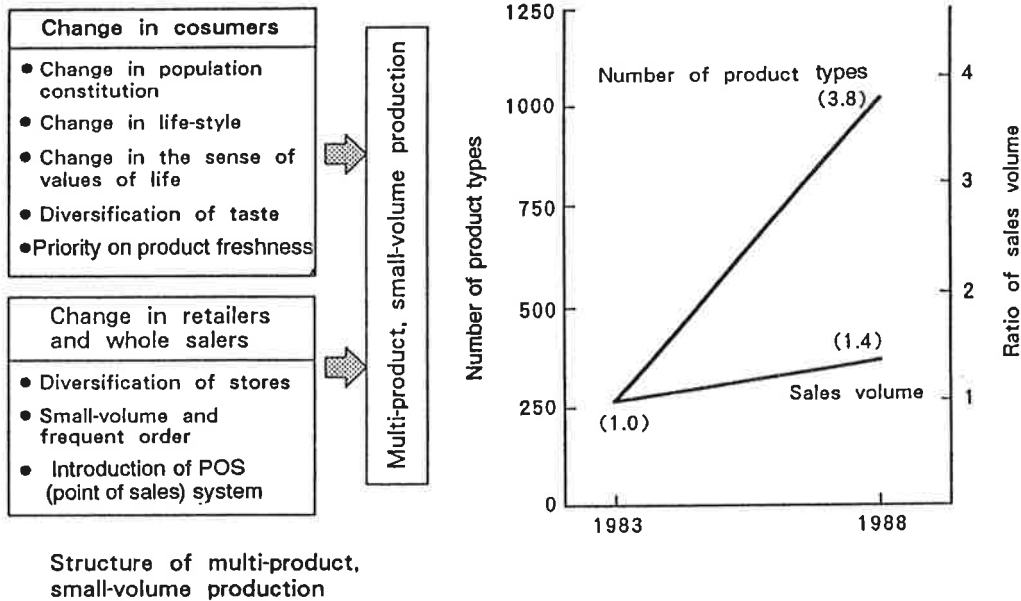 Change in cosumers
● Change in population
constitution
● Change in life-style
● Change in the sense of
values of life
● Diversification of taste
●Priority on product freshness
Change in retailers
and whole salers
● Diversification of stores
● Small-volume and
frequent order
● Introduction of POS
(point of sales) system
Multi-product, small-volume production
Structure of multi-product,
small-volume production
Number of product types
1250
1000
750
500
250
0
Number of product types
(3.8)
(1.4)
Sales volume
(1.0)
1983
1988
4
3
2
1
Ratio of sales volume